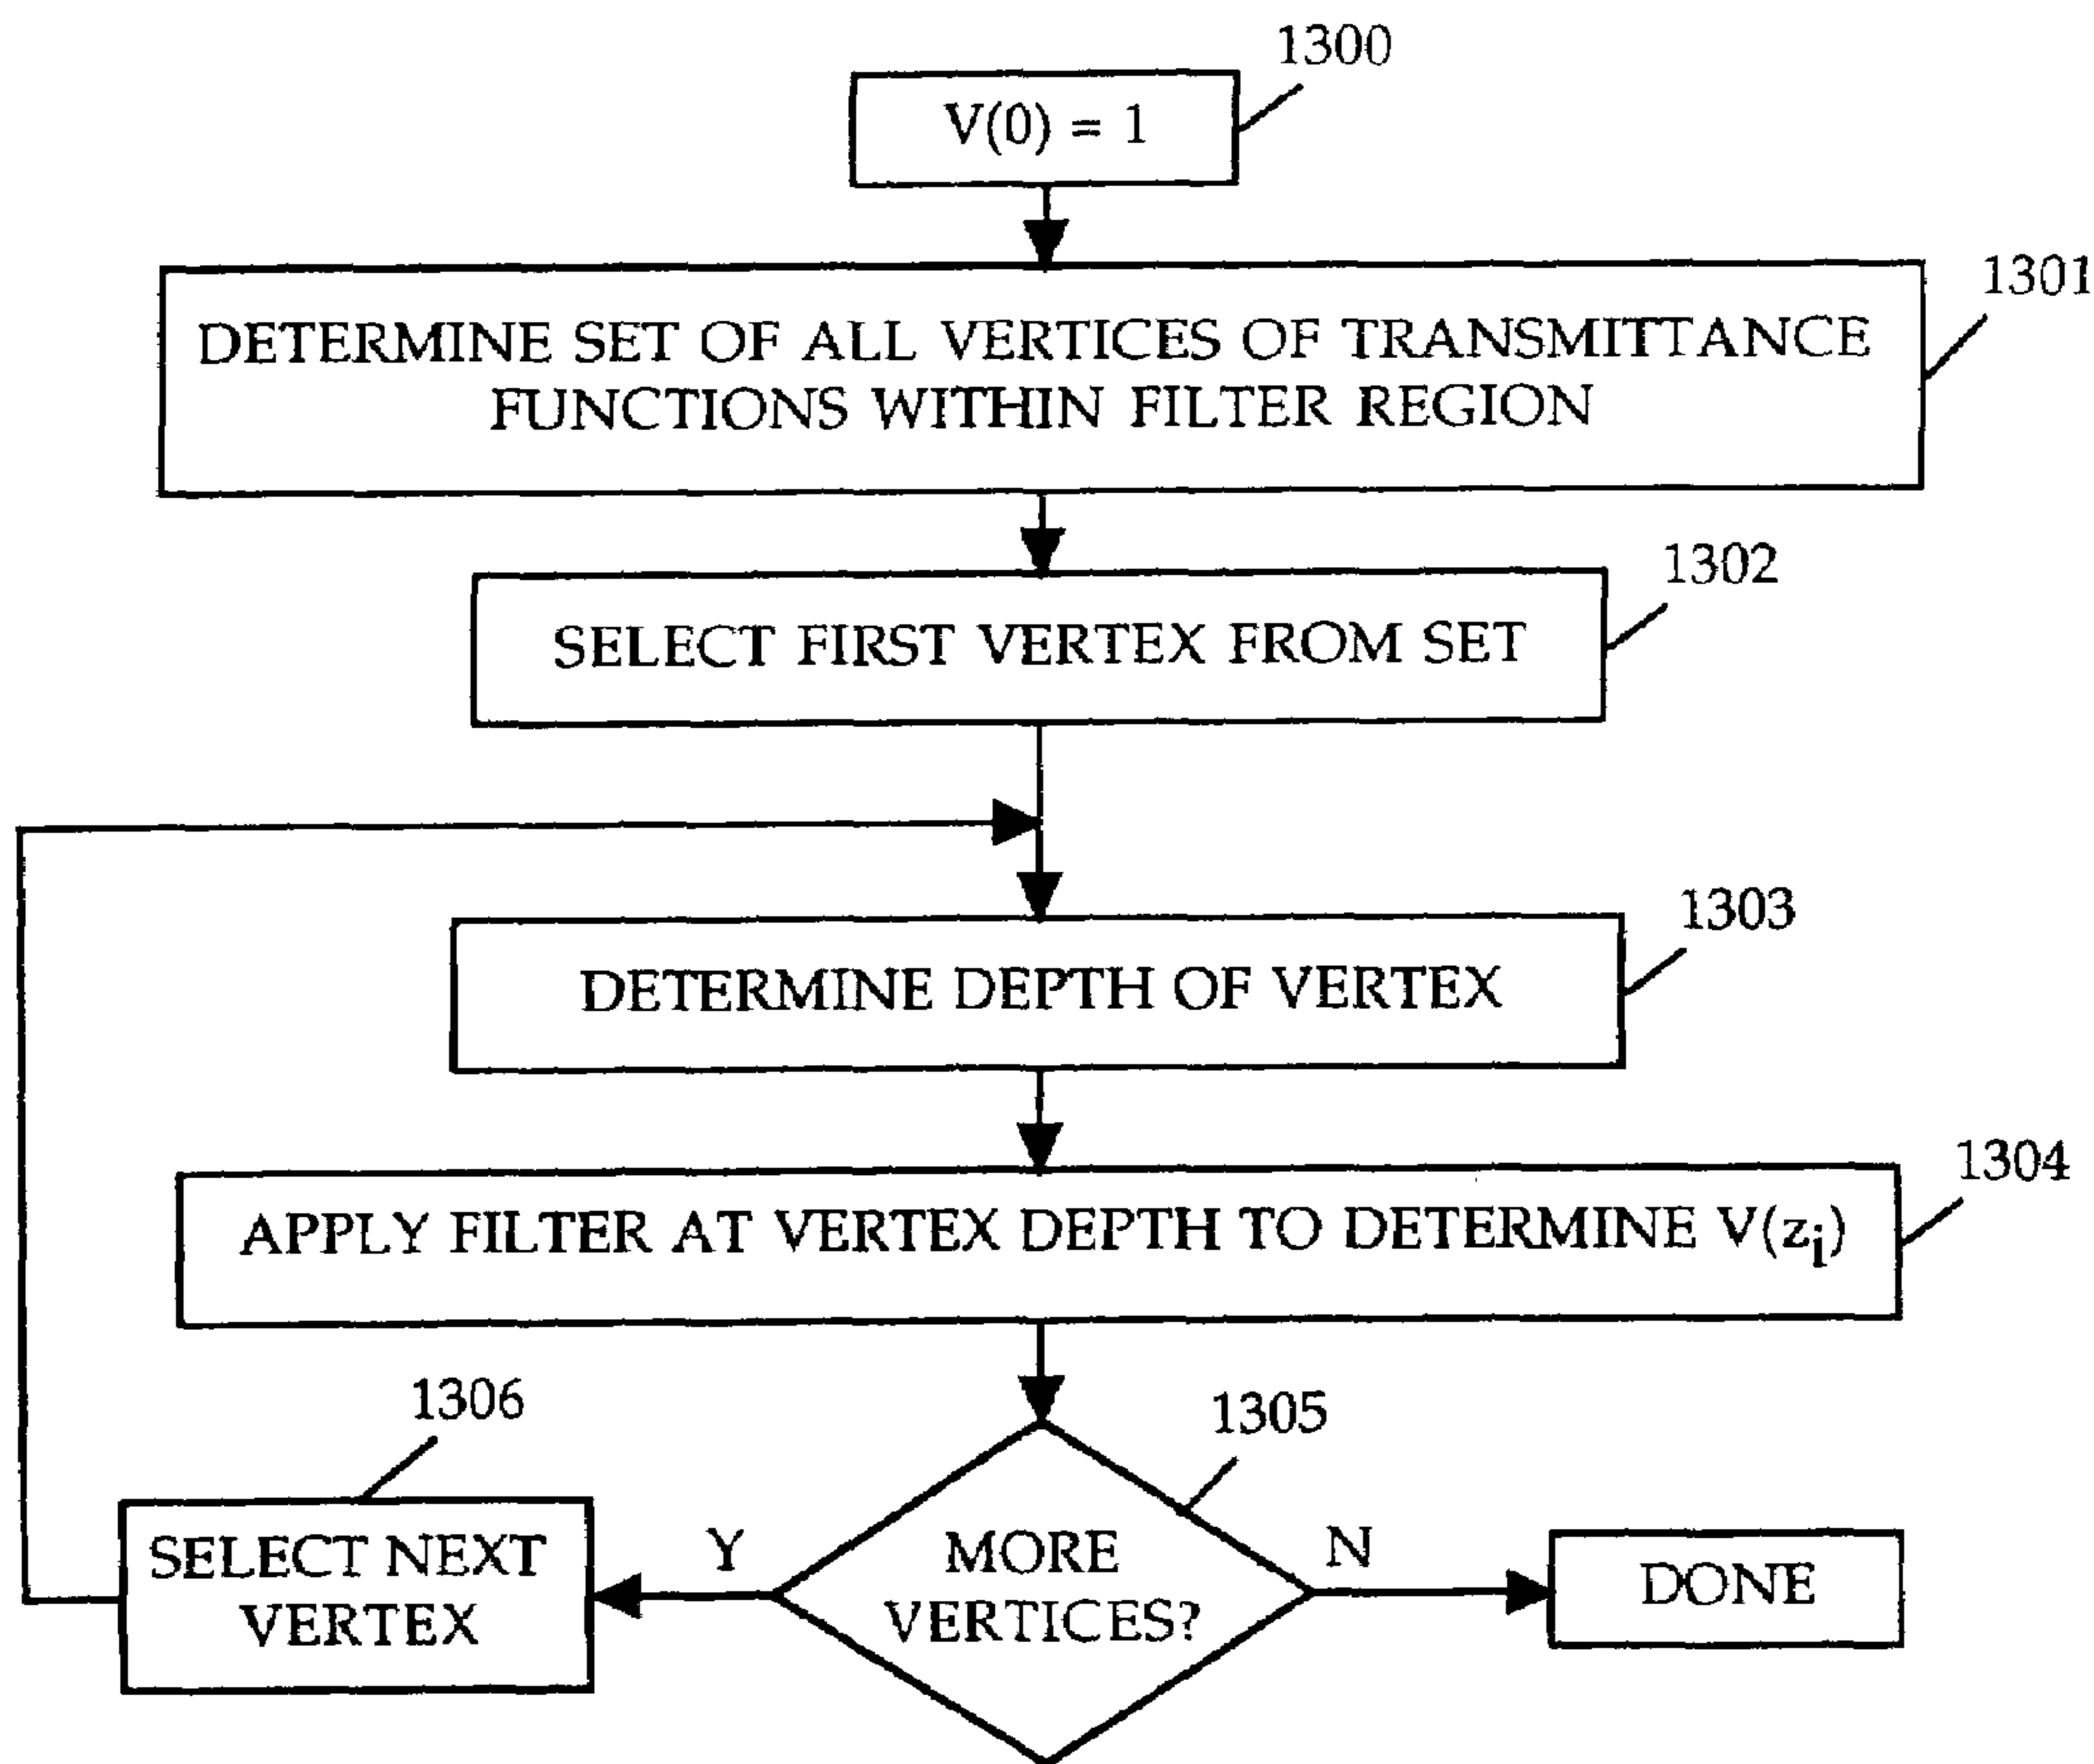 1300
V(0) = 1
1301
DETERMINE SET OF ALL VERTICES OF TRANSMITTANCE
FUNCTIONS WITHIN FILTER REGION
1302
SELECT FIRST VERTEX FROM SET
1303
DETERMINE DEPTH OF VERTEX
1304
APPLY FILTER AT VERTEX DEPTH TO DETERMINE V(zi)
1305
MORE
VERTICES?
Y
N
1306
SELECT NEXT
VERTEX
DONE